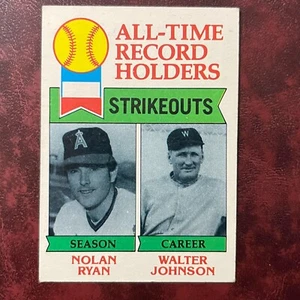 ALL-TIME
RECORD
HOLDERS
STRIKEOUTS
A
W
SEASON
CAREER
NOLAN
RYAN
WALTER
JOHNSON